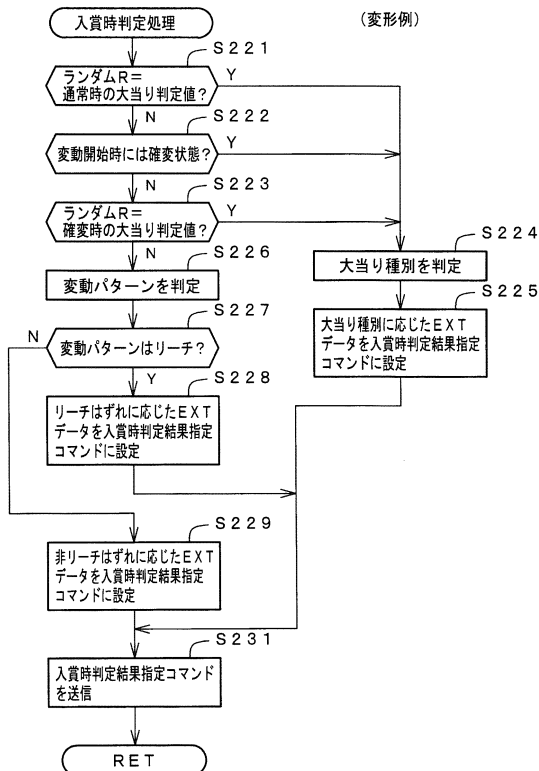 入賞時判定処理
(変形例)
S221
ランダムR=
通常時の大当り判定値?
Y
N
S222
変動開始時には確変状態?
Y
N
S223
ランダムR=
確変時の大当り判定値?
Y
N
S224
大当り種別を判定
S225
大当り種別に応じたEXT
データを入賞時判定結果指定
コマンドに設定
S226
変動パターンを判定
S227
変動パターンはリーチ?
N
Y
S228
リーチはずれに応じたEXT
データを入賞時判定結果指定
コマンドに設定
S229
非リーチはずれに応じたEXT
データを入賞時判定結果指定
コマンドに設定
S231
入賞時判定結果指定コマンド
を送信
RET